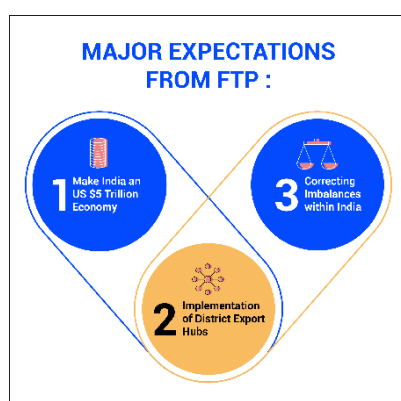 MAJOR EXPECTATIONS
FROM FTP :
1
Make India an
US $5 Trillion
Economy
2
Implementation
of District Export
Hubs
3
Correcting
Imbalances
within India